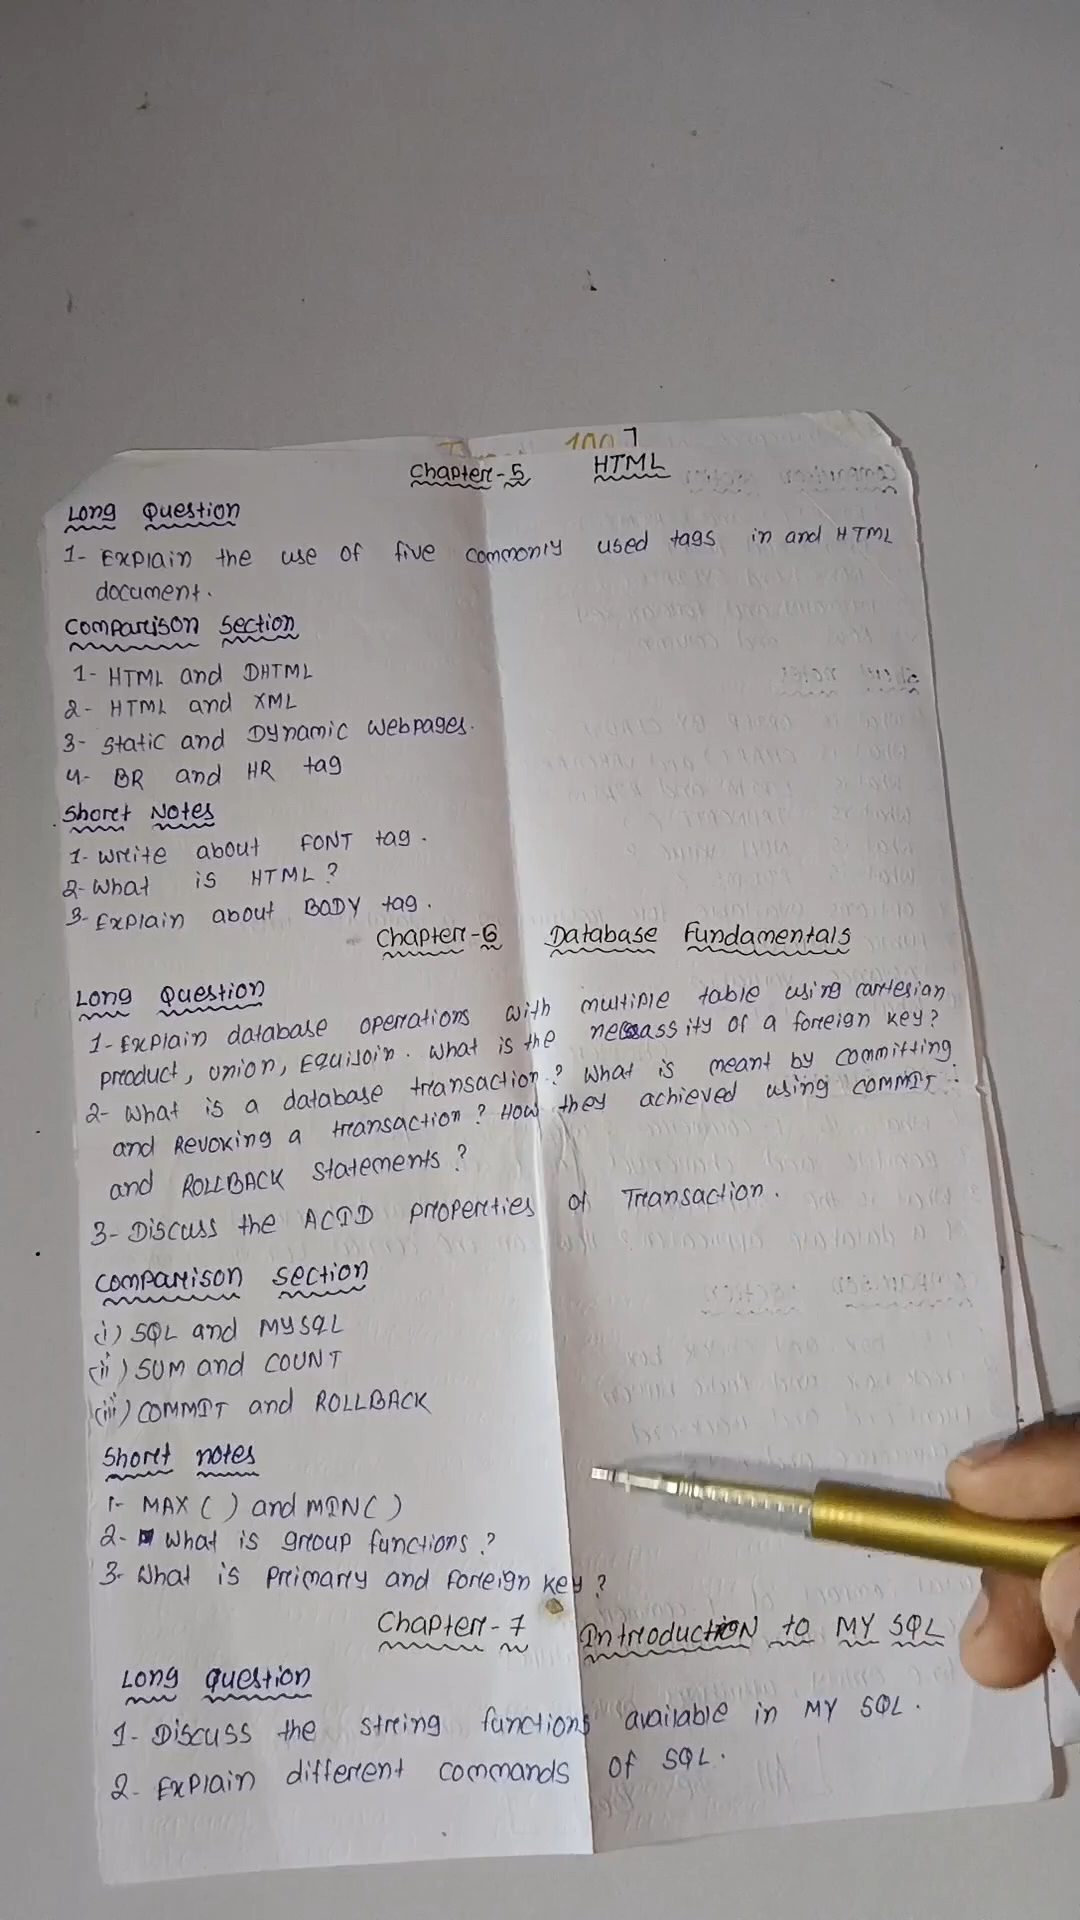 1007
Chapter-5 HTML
Long Question
1- Explain the use of five commonly used tags in and HTML
document.
Comparison Section
1- HTML and DHTML
2- HTML and XML
3- Static and Dynamic Webpages.
4- BR and HR tag
Short Notes
1- Write about FONT tag.
2- What is HTML?
3- Explain about BODY tag.
Chapter-6 Database Fundamentals
Long Question
1- Explain database operations with multiple table using cartesian
product, union, Equijoin. What is the necessassity of a foreign key?
2- What is a database transaction? What is meant by committing
and Revoking a transaction? How they achieved using COMMIT
and ROLLBACK statements?
3- Discuss the ACID properties of Transaction.
Comparison section
(i) SQL and MYSQL
(ii) SUM and COUNT
(iii) COMMIT and ROLLBACK
Short notes
1- MAX( ) and MIN( )
2- What is group functions?
3- What is Primary and Foreign key?
Chapter-7 Introduction to MY SQL
Long question
1- Discuss the string functions available in MY SQL.
2- Explain different commands of SQL.